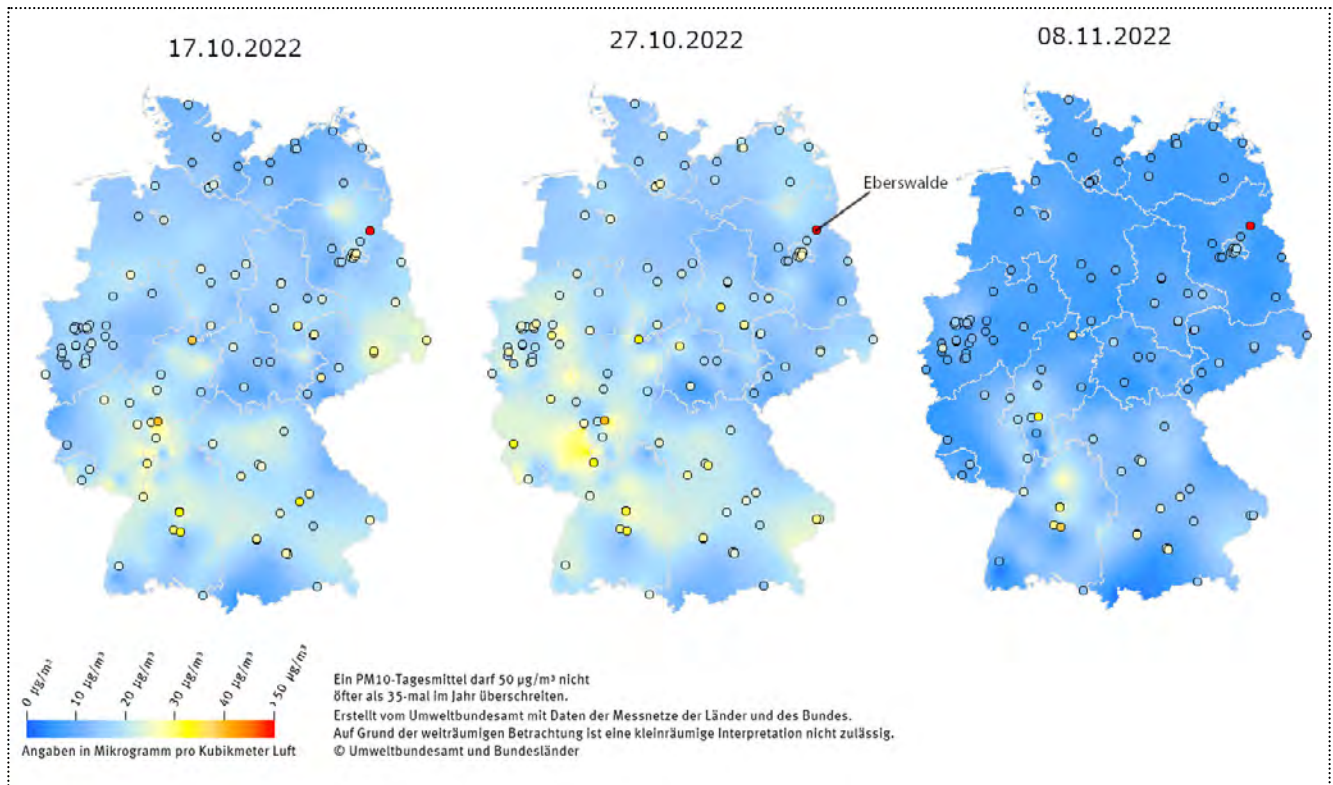 17.10.2022
27.10.2022
08.11.2022
Eberswalde
0 µg/m³
10 µg/m³
20 µg/m³
30 µg/m³
40 µg/m³
> 50 µg/m³
Angaben in Mikrogramm pro Kubikmeter Luft
Ein PM10-Tagesmittel darf 50 µg/m³ nicht
öfter als 35-mal im Jahr überschreiten.
Erstellt vom Umweltbundesamt mit Daten der Messnetze der Länder und des Bundes.
Auf Grund der weiträumigen Betrachtung ist eine kleinräumige Interpretation nicht zulässig.
© Umweltbundesamt und Bundesländer